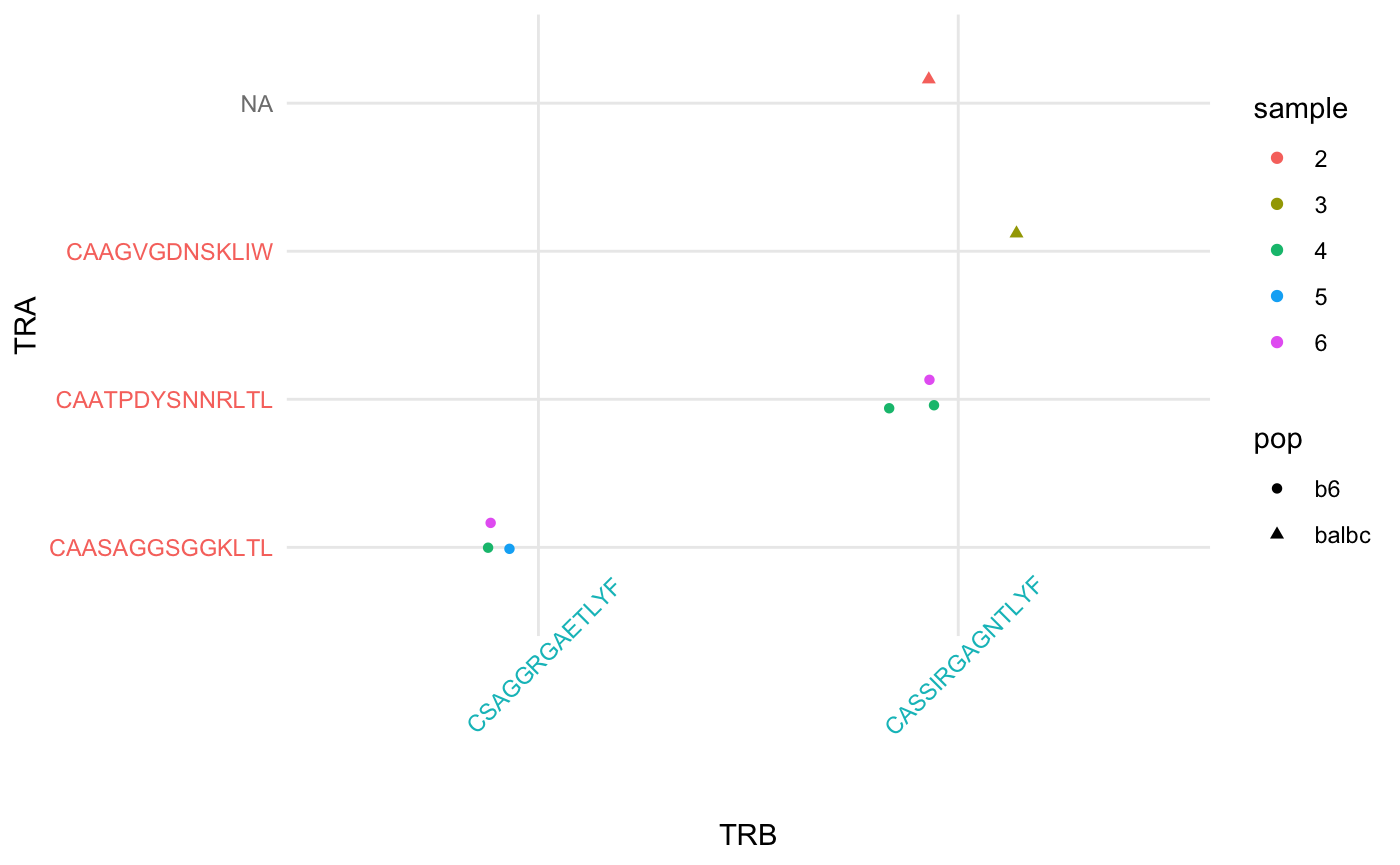 NA
CAAGVGDNSKLIW
CAATPDYSNNRLTL
CAASAGGSGGKLTL
TRA
CSAGGRGAETLYF
CASSIRGAGNTLYF
TRB
sample
2
3
4
5
6
pop
b6
balbc